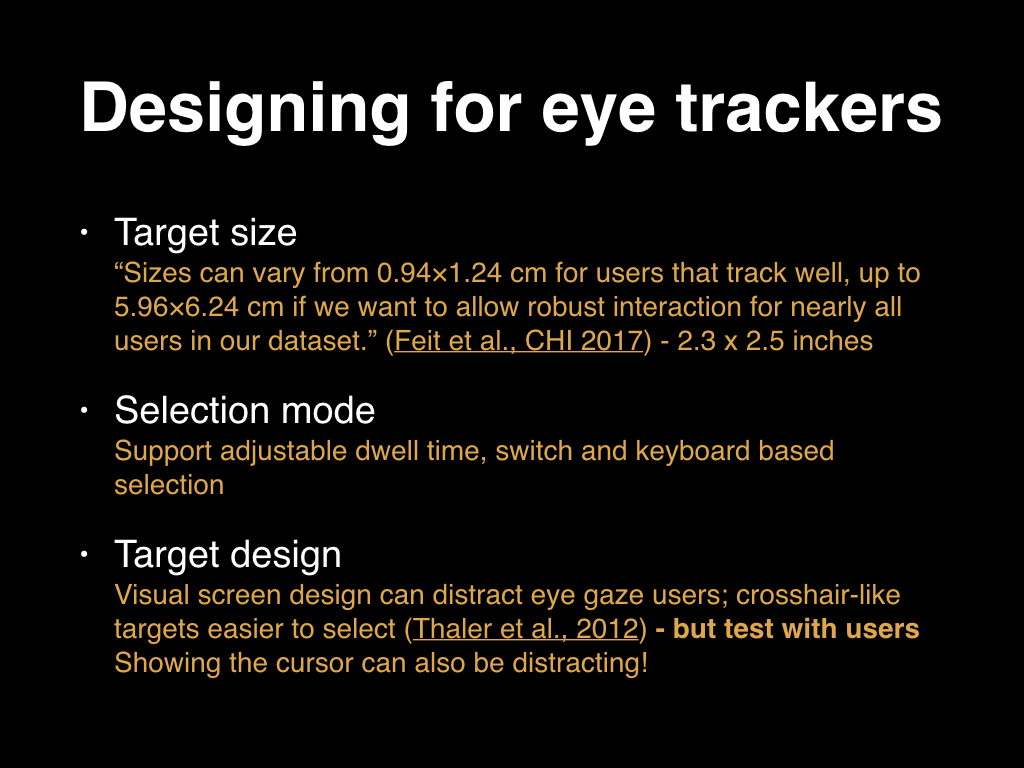 Designing for eye trackers
• Target size
“Sizes can vary from 0.94×1.24 cm for users that track well, up to
5.96×6.24 cm if we want to allow robust interaction for nearly all
users in our dataset.” (Feit et al., CHI 2017) - 2.3 x 2.5 inches
• Selection mode
Support adjustable dwell time, switch and keyboard based
selection
• Target design
Visual screen design can distract eye gaze users; crosshair-like
targets easier to select (Thaler et al., 2012) - but test with users
Showing the cursor can also be distracting!